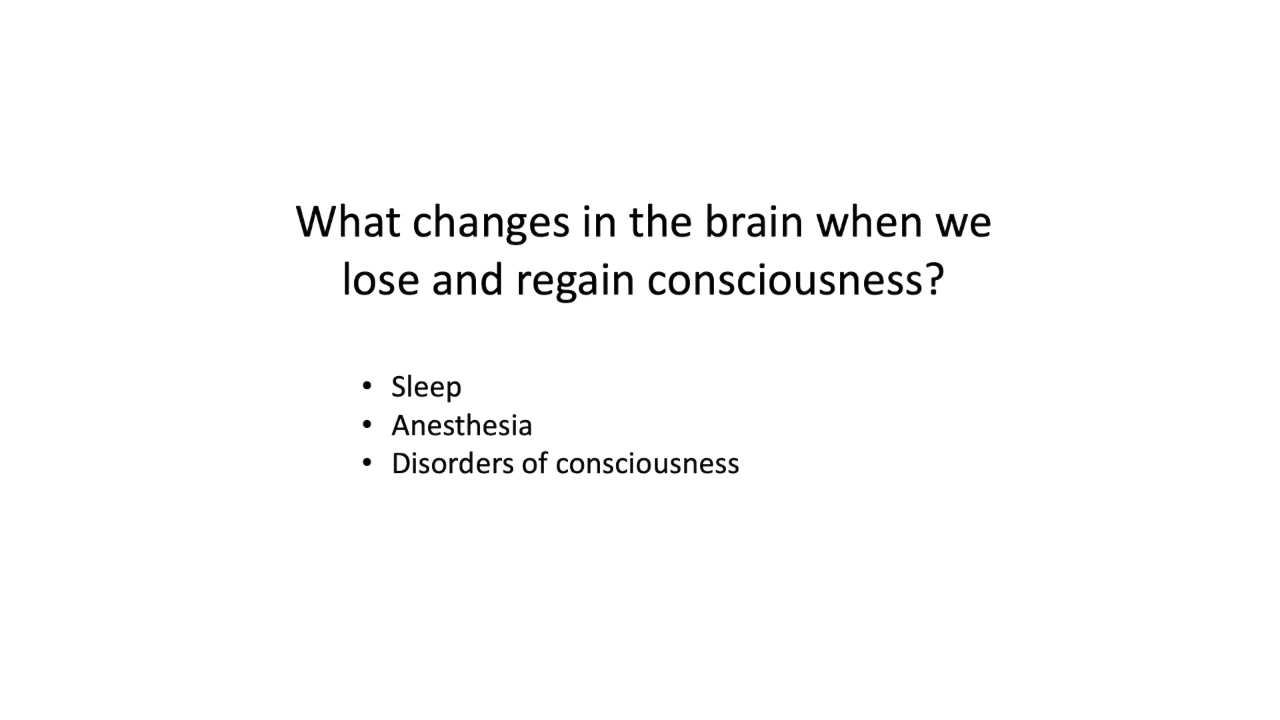 What changes in the brain when we
lose and regain consciousness?
• Sleep
• Anesthesia
• Disorders of consciousness